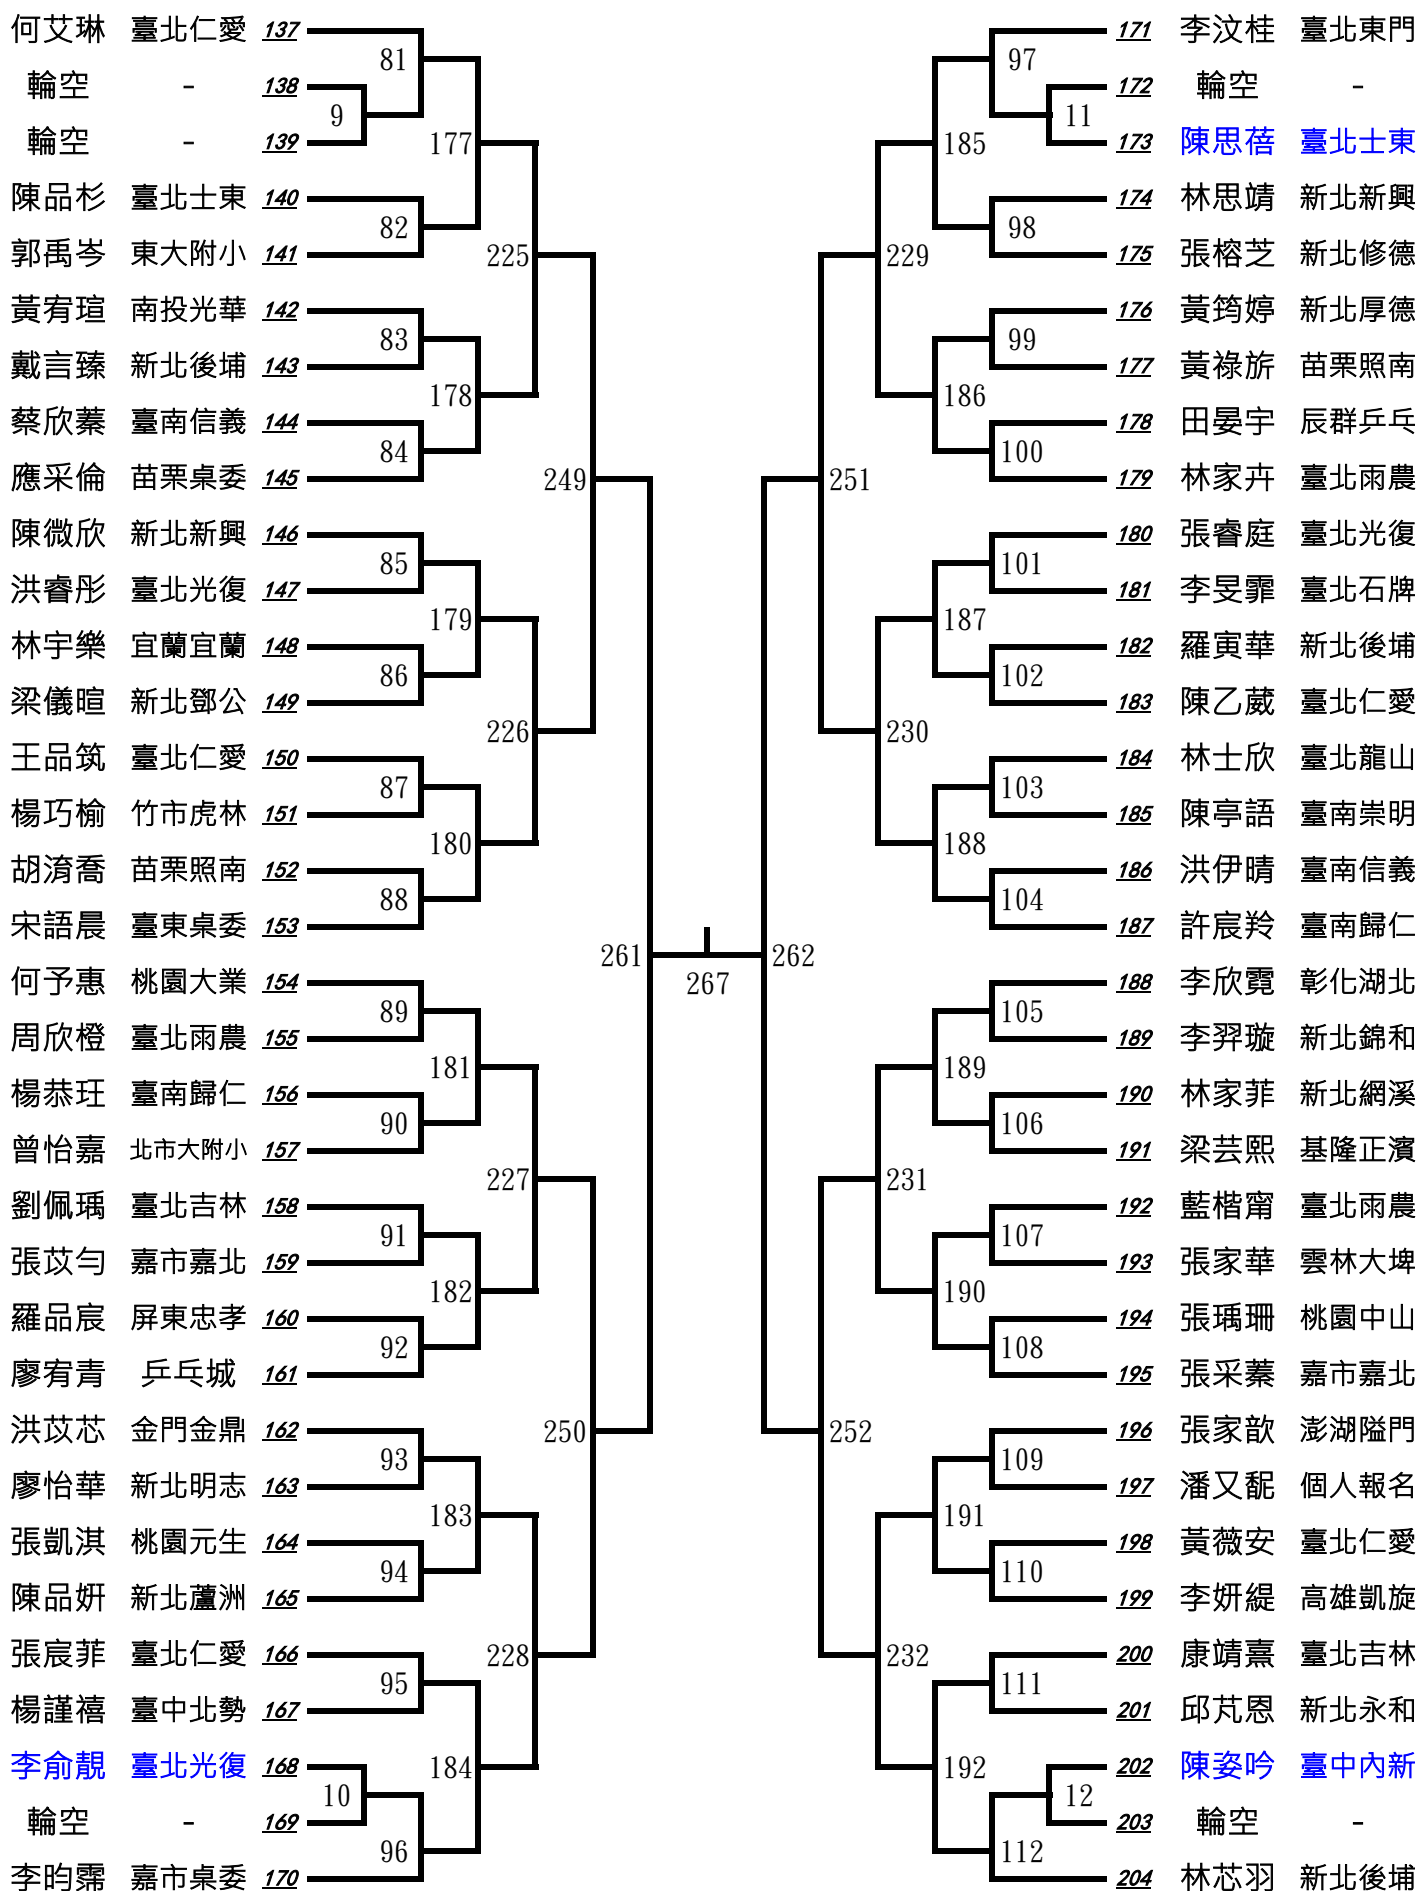 何艾琳 臺北仁愛 137
81
輪空 - 138
9
輪空 - 139
177
陳品杉 臺北士東 140
82
郭禹岑 東大附小 141
225
黃宥瑄 南投光華 142
83
戴言臻 新北後埔 143
178
蔡欣蓁 臺南信義 144
84
應采倫 苗栗桌委 145
249
陳微欣 新北新興 146
85
洪睿彤 臺北光復 147
179
林宇樂 宜蘭宜蘭 148
86
梁儀暄 新北鄧公 149
226
王品筑 臺北仁愛 150
87
楊巧榆 竹市虎林 151
180
胡淯喬 苗栗照南 152
88
宋語晨 臺東桌委 153
261
何予惠 桃園大業 154
89
周欣橙 臺北雨農 155
181
楊恭玨 臺南歸仁 156
90
曾怡嘉 北市大附小 157
227
劉佩瑀 臺北吉林 158
91
張苡勻 嘉市嘉北 159
182
羅品宸 屏東忠孝 160
92
廖宥青 乒乓城 161
250
洪苡芯 金門金鼎 162
93
廖怡華 新北明志 163
183
張凱淇 桃園元生 164
94
陳品妍 新北蘆洲 165
228
張宸菲 臺北仁愛 166
95
楊謹禧 臺中北勢 167
184
李俞靚 臺北光復 168
10
輪空 - 169
96
李昀霈 嘉市桌委 170
267
171 李汶桂 臺北東門
97
172 輪空 -
11
173 陳思蓓 臺北士東
185
174 林思靖 新北新興
98
175 張榕芝 新北修德
229
176 黃筠婷 新北厚德
99
177 黃祿旂 苗栗照南
186
178 田晏宇 辰群乒乓
100
179 林家卉 臺北雨農
251
180 張睿庭 臺北光復
101
181 李旻霏 臺北石牌
187
182 羅寅華 新北後埔
102
183 陳乙葳 臺北仁愛
230
184 林士欣 臺北龍山
103
185 陳亭語 臺南崇明
188
186 洪伊晴 臺南信義
104
187 許宸羚 臺南歸仁
262
188 李欣霓 彰化湖北
105
189 李羿璇 新北錦和
189
190 林家菲 新北網溪
106
191 梁芸熙 基隆正濱
231
192 藍楷甯 臺北雨農
107
193 張家華 雲林大埤
190
194 張瑀珊 桃園中山
108
195 張采蓁 嘉市嘉北
252
196 張家歆 澎湖隘門
109
197 潘又馜 個人報名
191
198 黃薇安 臺北仁愛
110
199 李妍緹 高雄凱旋
232
200 康靖熹 臺北吉林
111
201 邱芃恩 新北永和
192
202 陳姿吟 臺中內新
12
203 輪空 -
112
204 林芯羽 新北後埔